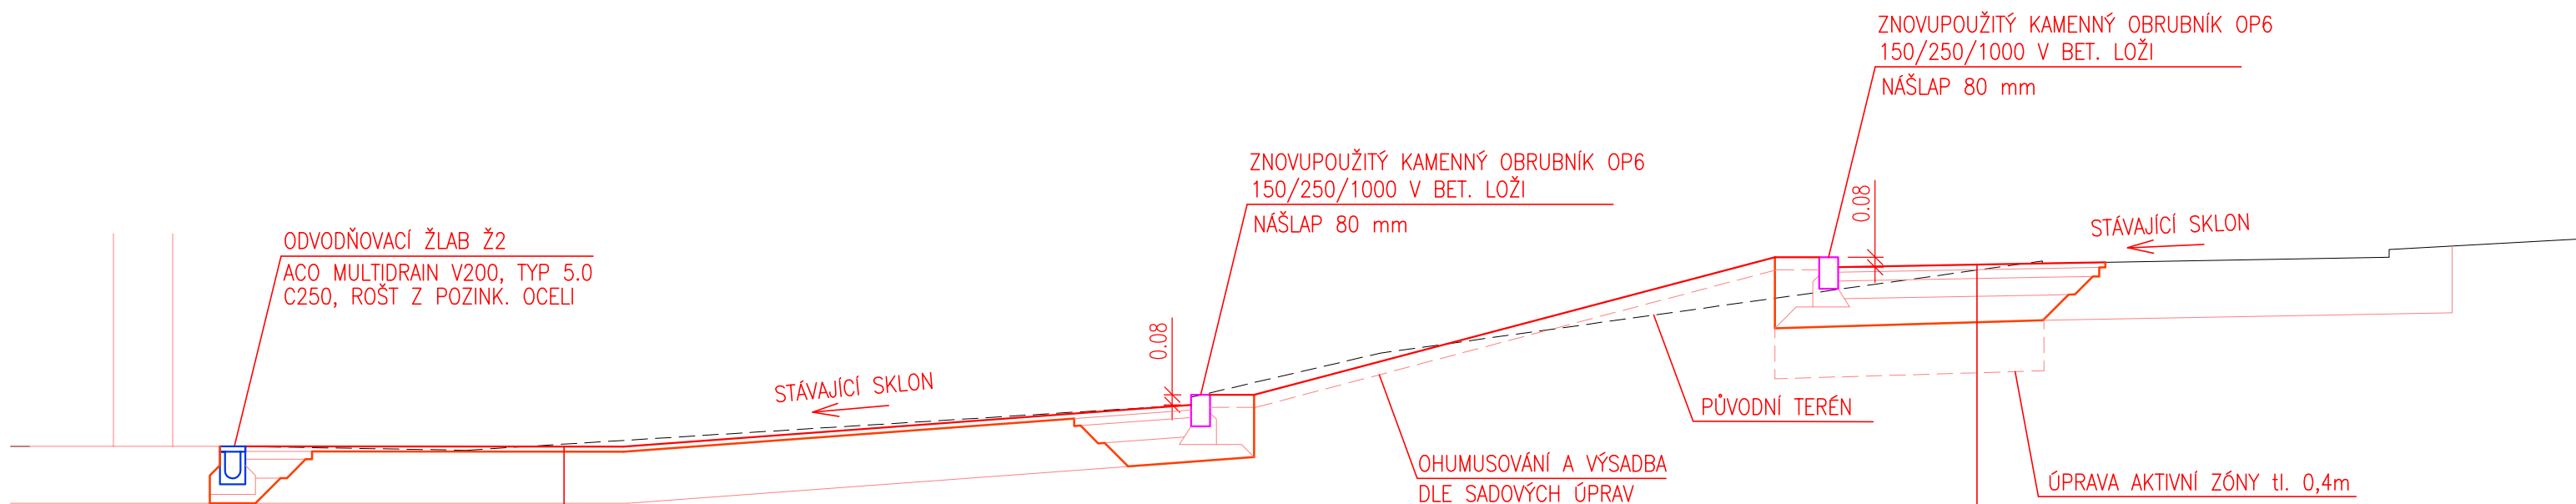 ZNOVUPOUŽITÝ KAMENNÝ OBRUBNÍK OP6
150/250/1000 V BET. LOŽI
NÁŠLAP 80 mm
ZNOVUPOUŽITÝ KAMENNÝ OBRUBNÍK OP6
150/250/1000 V BET. LOŽI
NÁŠLAP 80 mm
0.08
STÁVAJÍCÍ SKLON
ODVODŇOVACÍ ŽLAB Ž2
ACO MULTIDRAIN V200, TYP 5.0
C250, ROŠT Z POZINK. OCELI
0.08
STÁVAJÍCÍ SKLON
PŮVODNÍ TERÉN
OHUMUSOVÁNÍ A VÝSADBA
DLE SADOVÝCH ÚPRAV
ÚPRAVA AKTIVNÍ ZÓNY tl. 0,4m